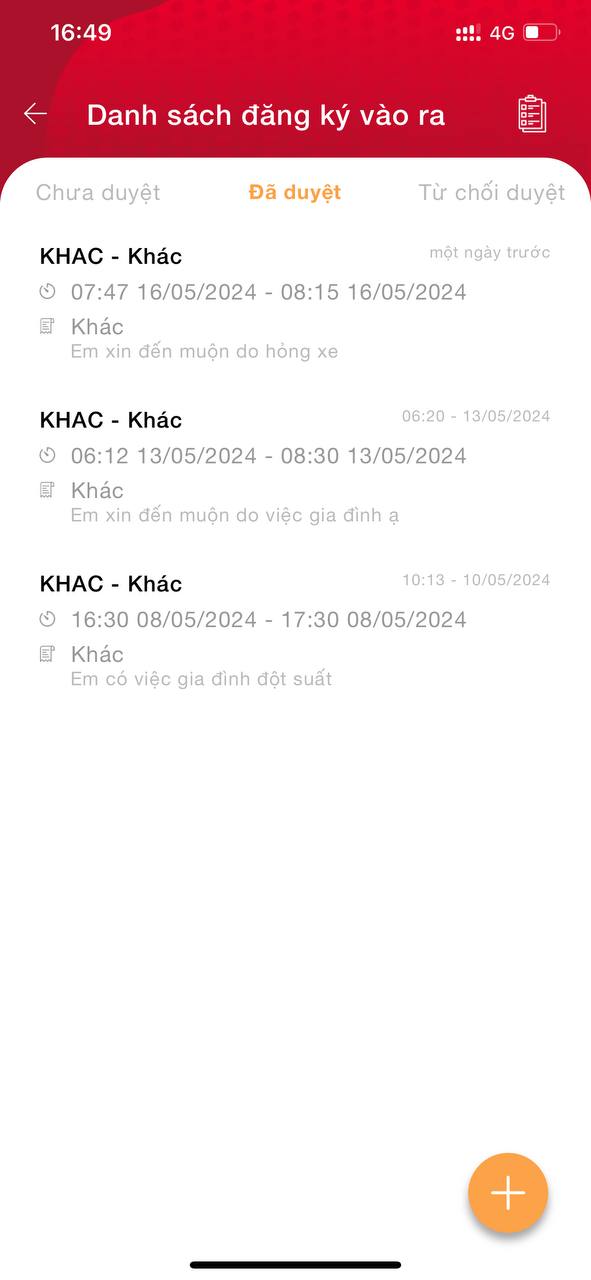 16:49
4G
Danh sách đăng ký vào ra
Chưa duyệt
Đã duyệt
Từ chối duyệt
KHAC - Khác
một ngày trước
07:47 16/05/2024 - 08:15 16/05/2024
Khác
Em xin đến muộn do hỏng xe
KHAC - Khác
06:20 - 13/05/2024
06:12 13/05/2024 - 08:30 13/05/2024
Khác
Em xin đến muộn do việc gia đình ạ
KHAC - Khác
10:13 - 10/05/2024
16:30 08/05/2024 - 17:30 08/05/2024
Khác
Em có việc gia đình đột suất